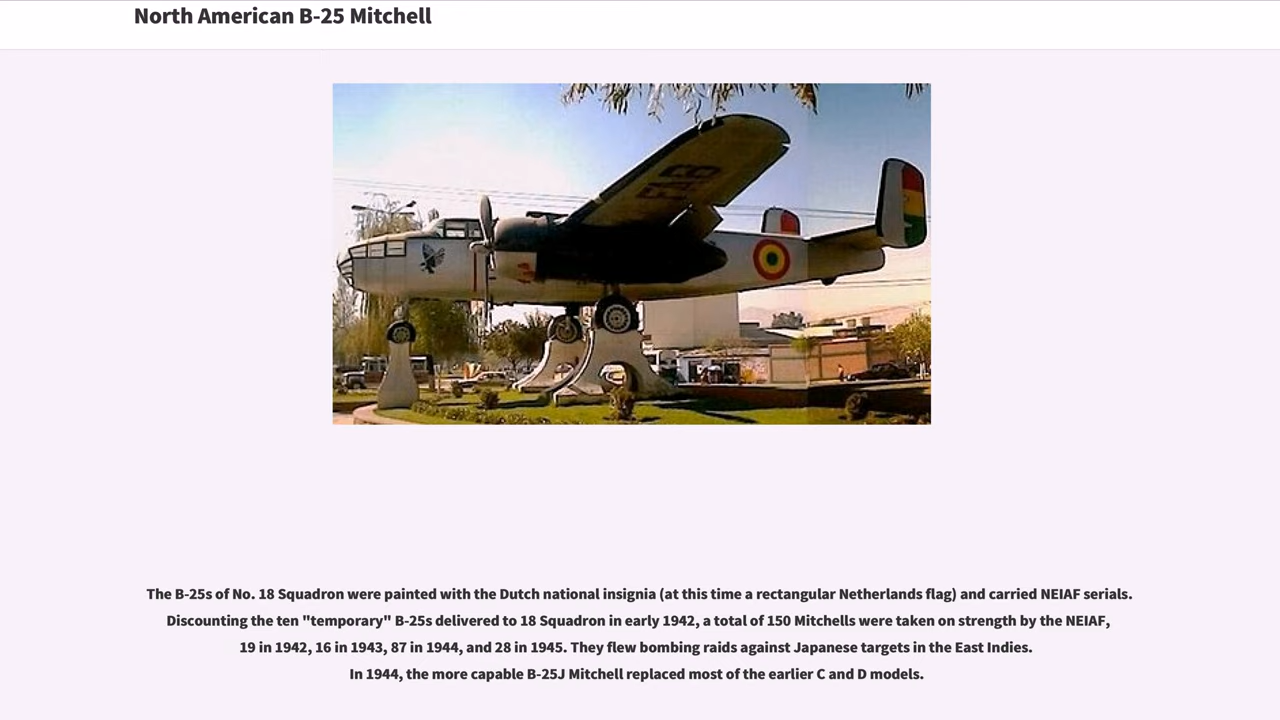 North American B-25 Mitchell
The B-25s of No. 18 Squadron were painted with the Dutch national insignia (at this time a rectangular Netherlands flag) and carried NEIAF serials.
Discounting the ten "temporary" B-25s delivered to 18 Squadron in early 1942, a total of 150 Mitchells were taken on strength by the NEIAF,
19 in 1942, 16 in 1943, 87 in 1944, and 28 in 1945. They flew bombing raids against Japanese targets in the East Indies.
In 1944, the more capable B-25J Mitchell replaced most of the earlier C and D models.